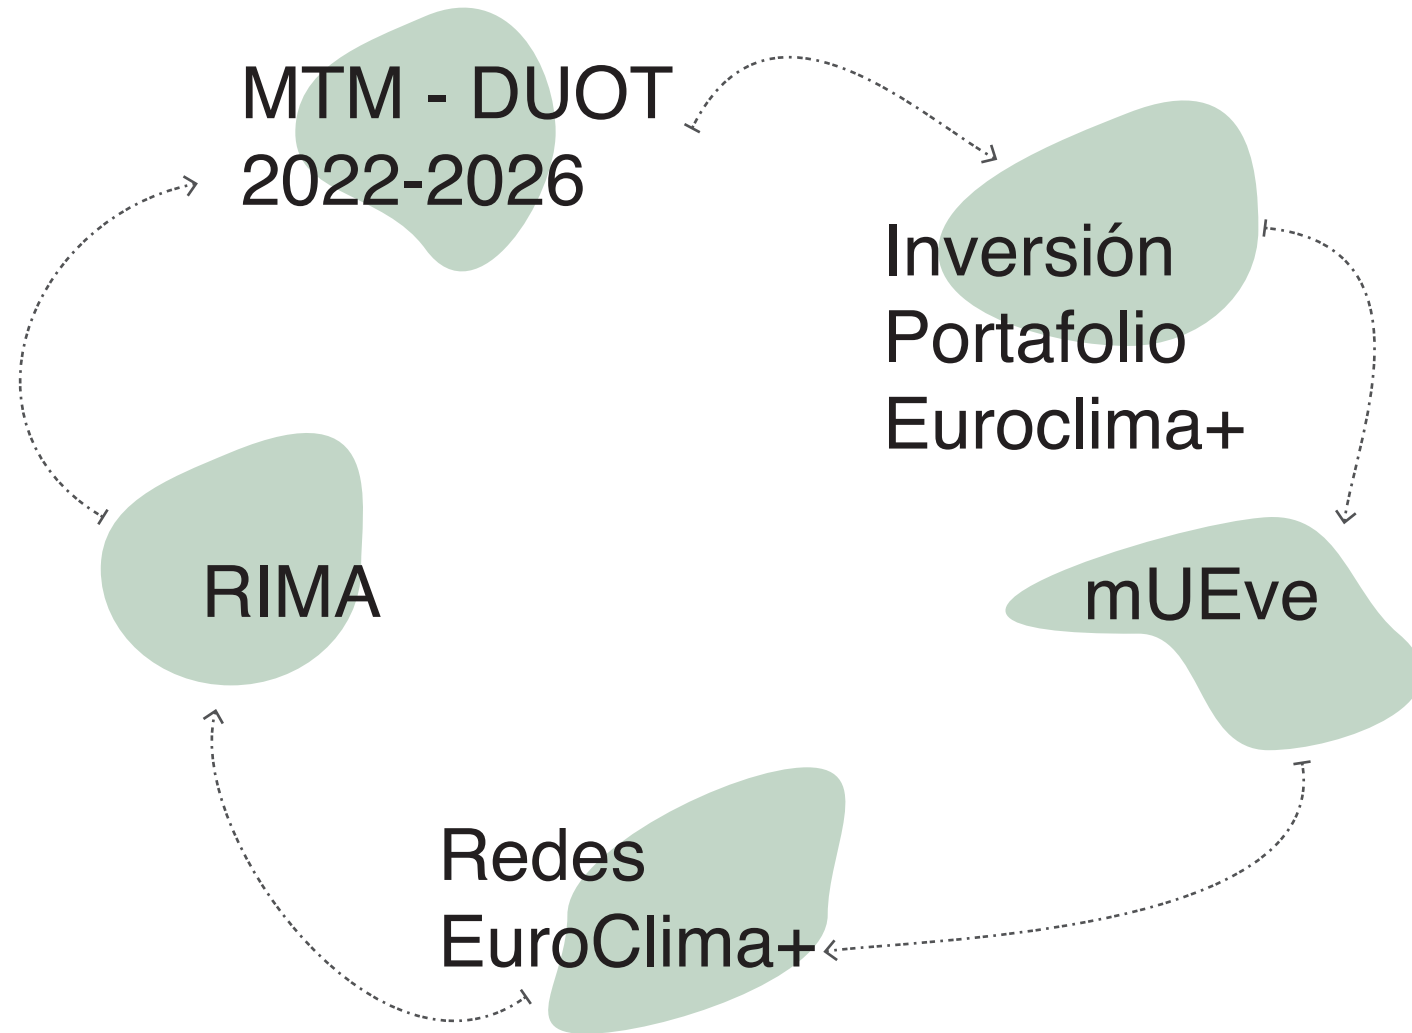 MTM - DUOT
2022-2026
Inversión
Portafolio
Euroclima+
mUEve
RIMA
Redes
EuroClima+